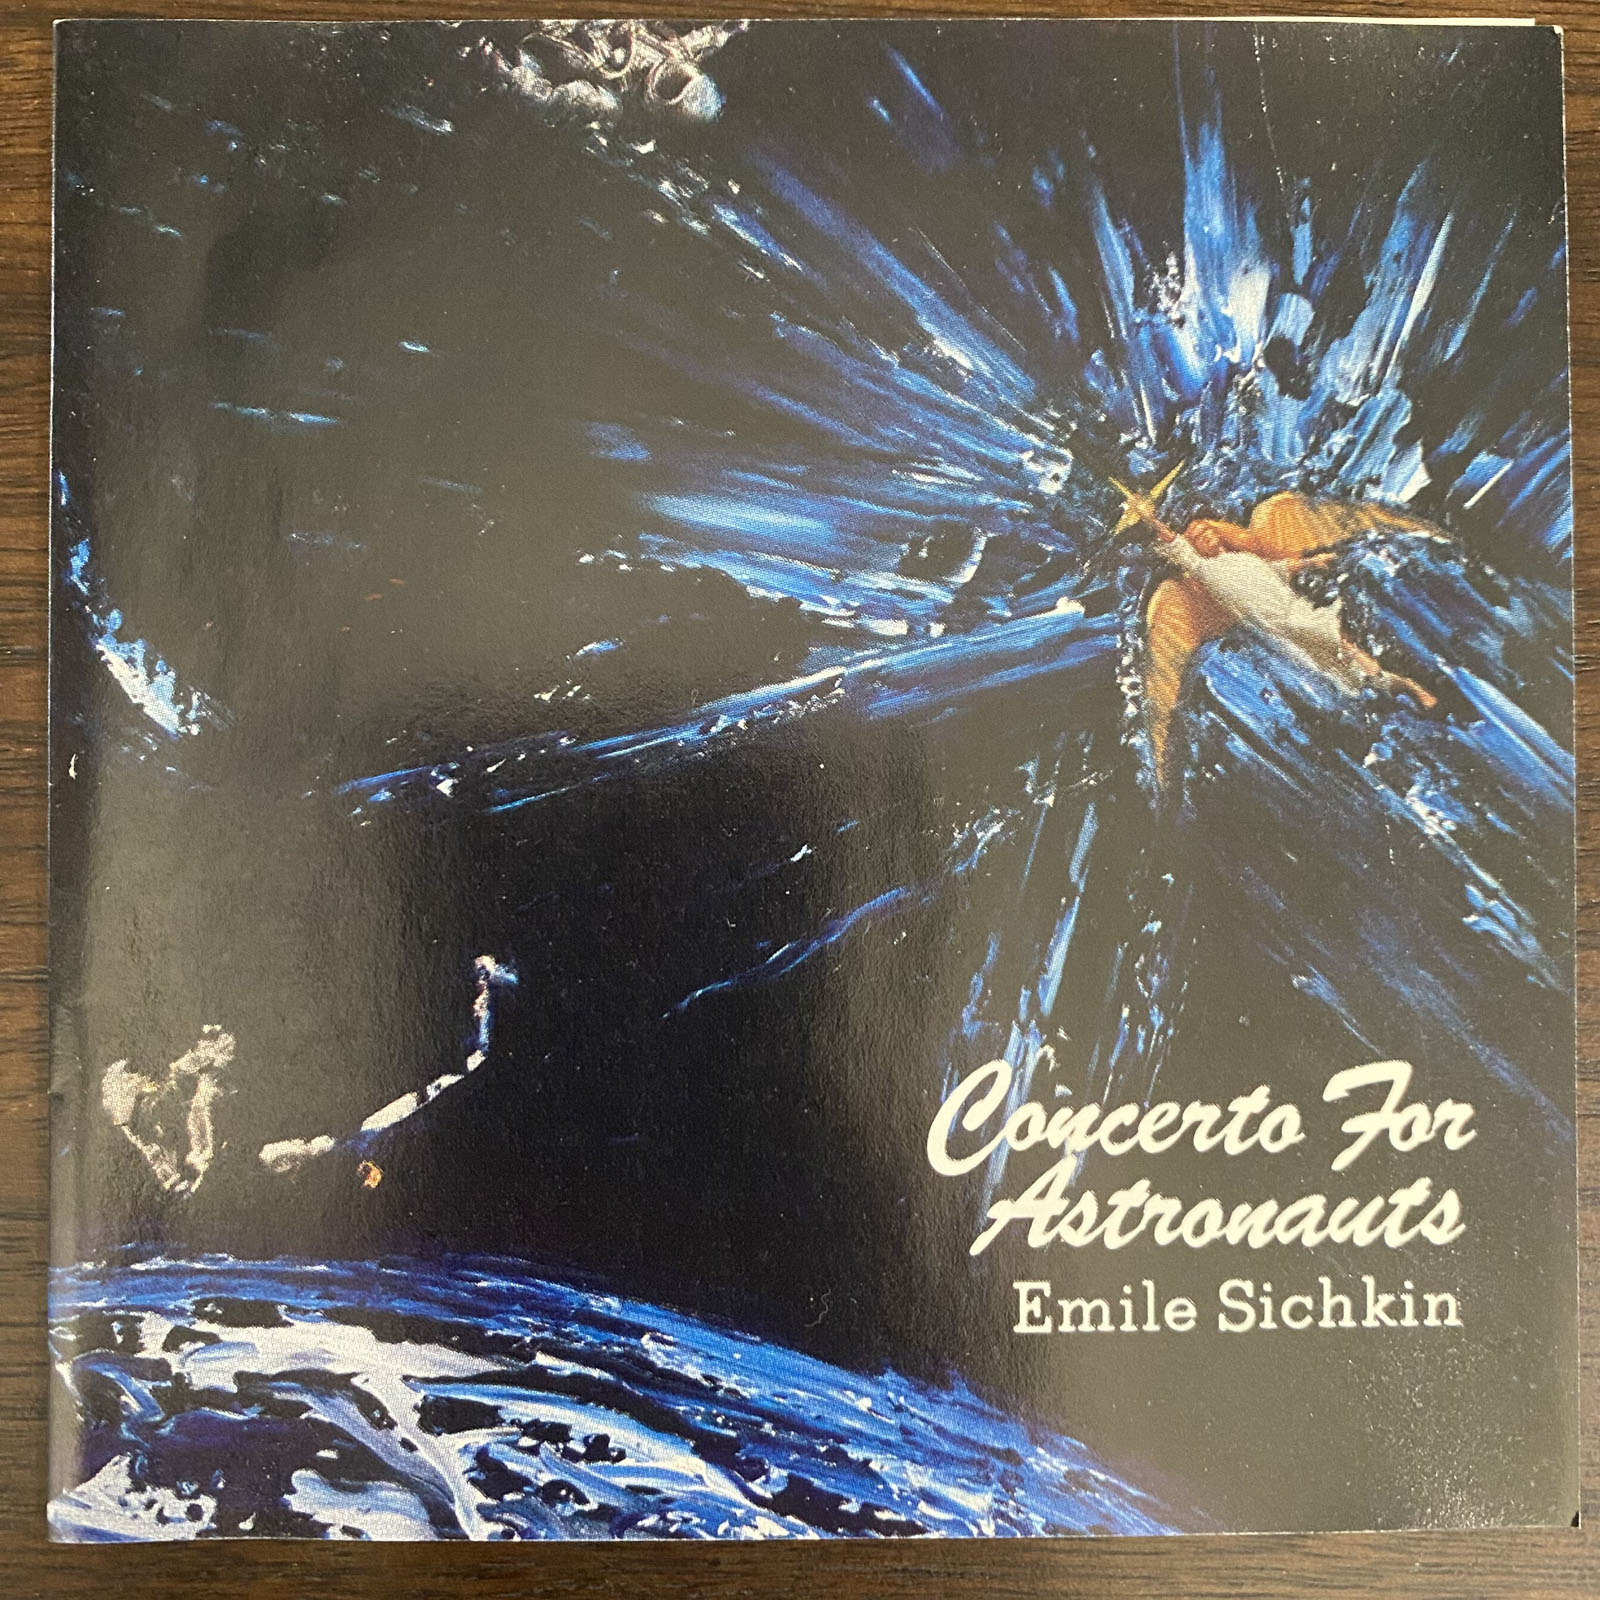 Concerto For
Astronauts
Emile Sichkin